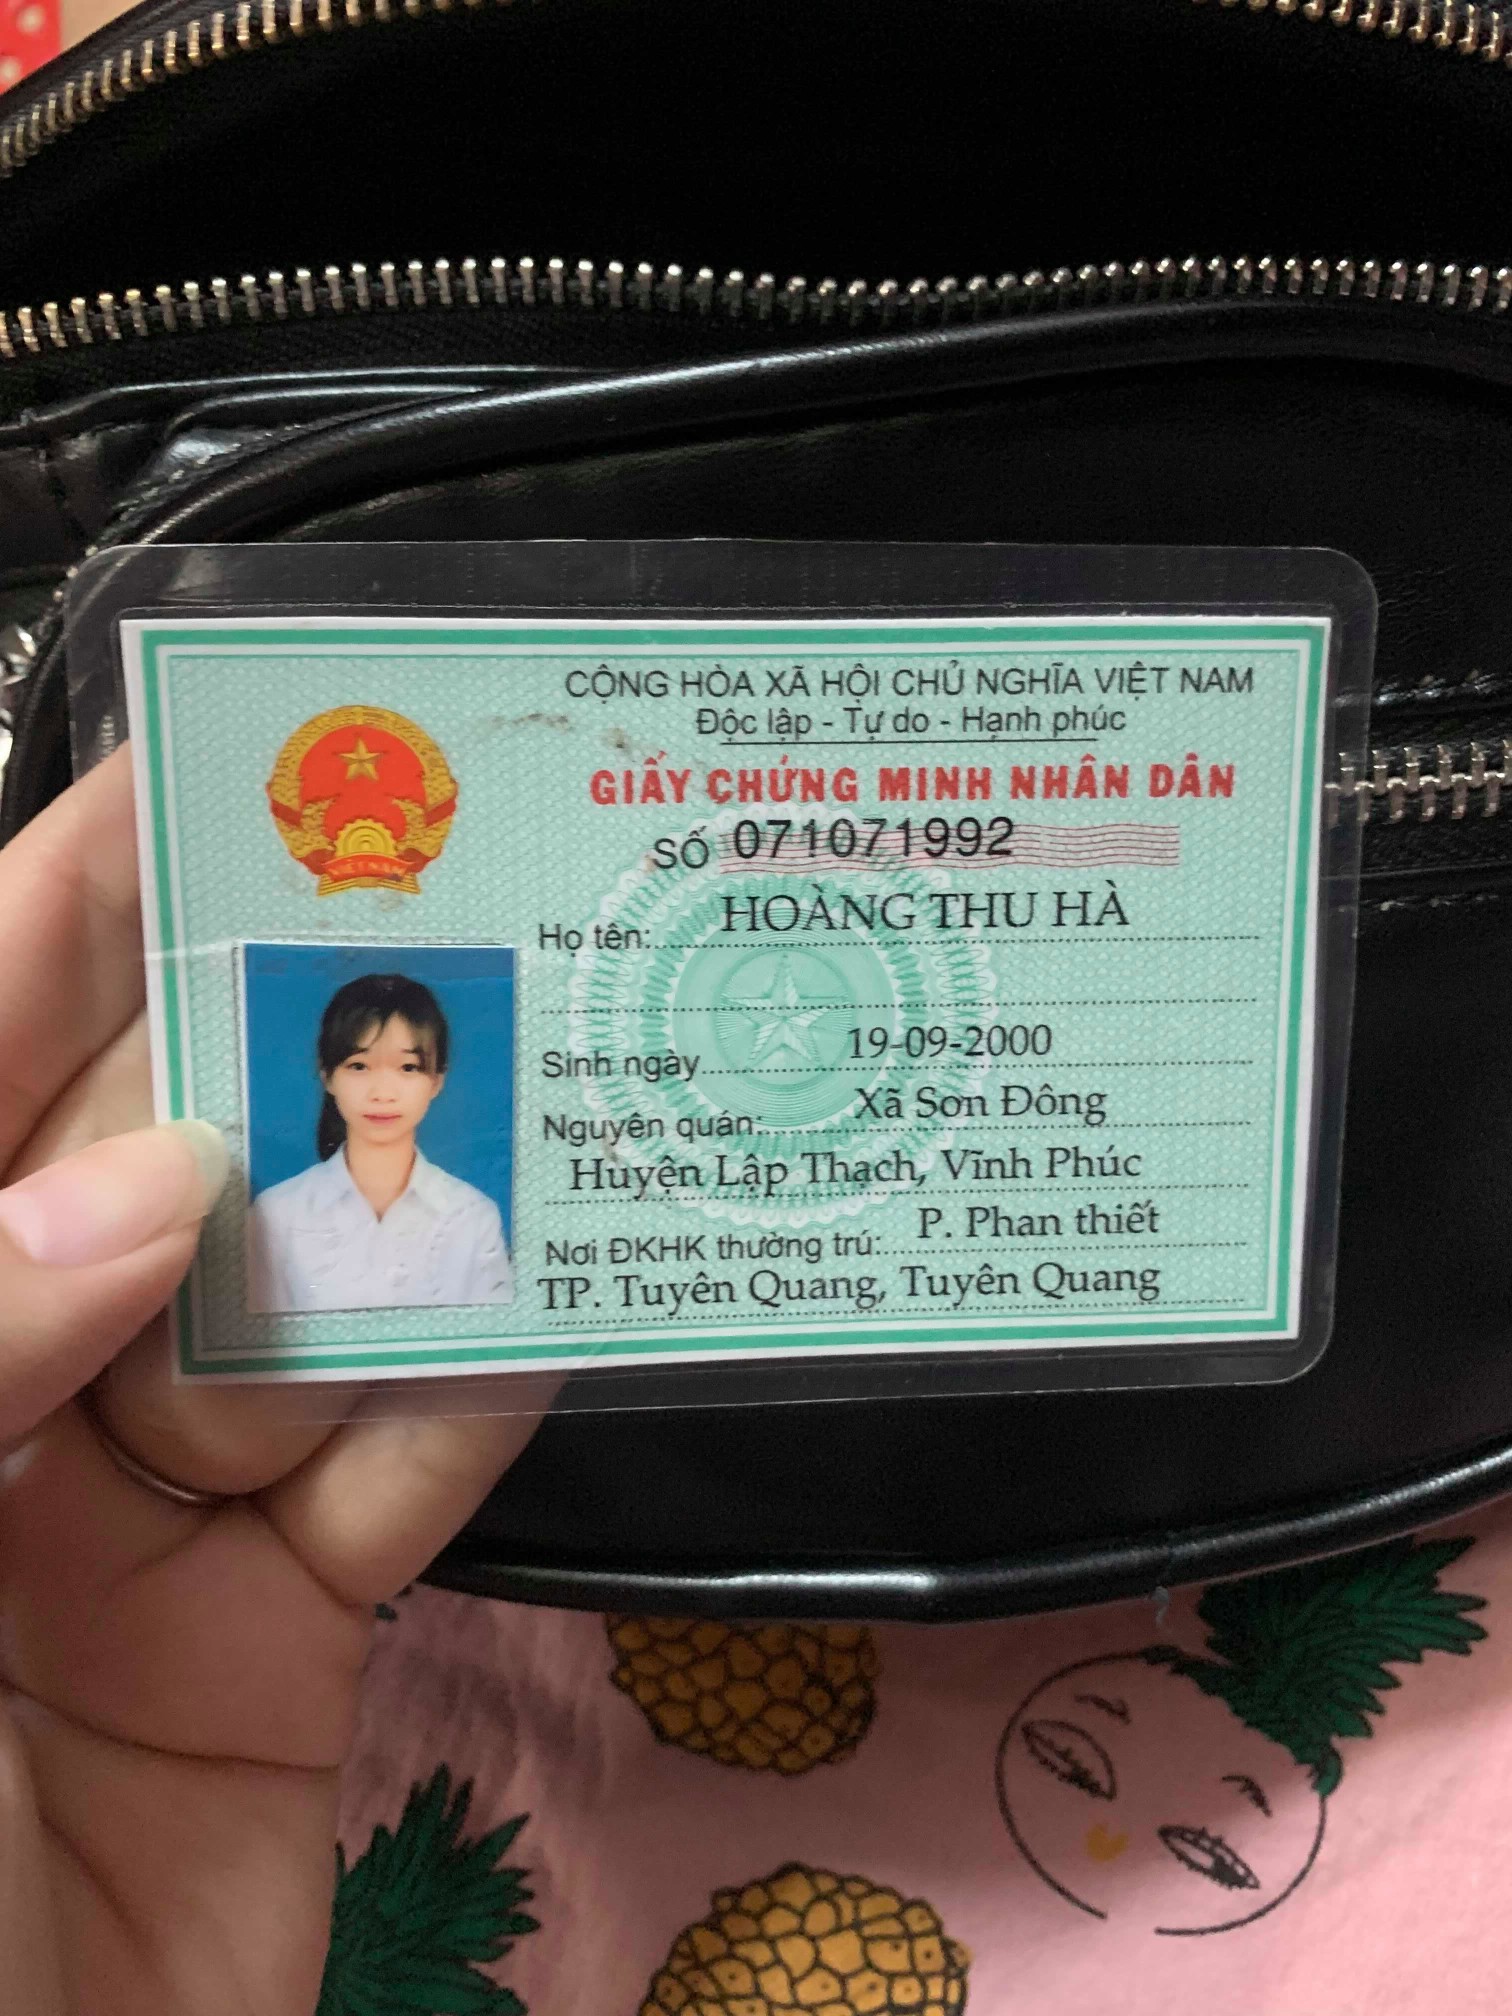 CỘNG HÒA XÃ HỘI CHỦ NGHĨA VIỆT NAM
Độc lập - Tự do - Hạnh phúc
GIẤY CHỨNG MINH NHÂN DÂN
SỐ 071071992
Họ tên: HOÀNG THU HÀ
Sinh ngày 19-09-2000
Nguyên quán: Xã Sơn Đông
Huyện Lập Thạch, Vĩnh Phúc
Nơi ĐKHK thường trú: P. Phan thiết
TP. Tuyên Quang, Tuyên Quang
VIỆT NAM